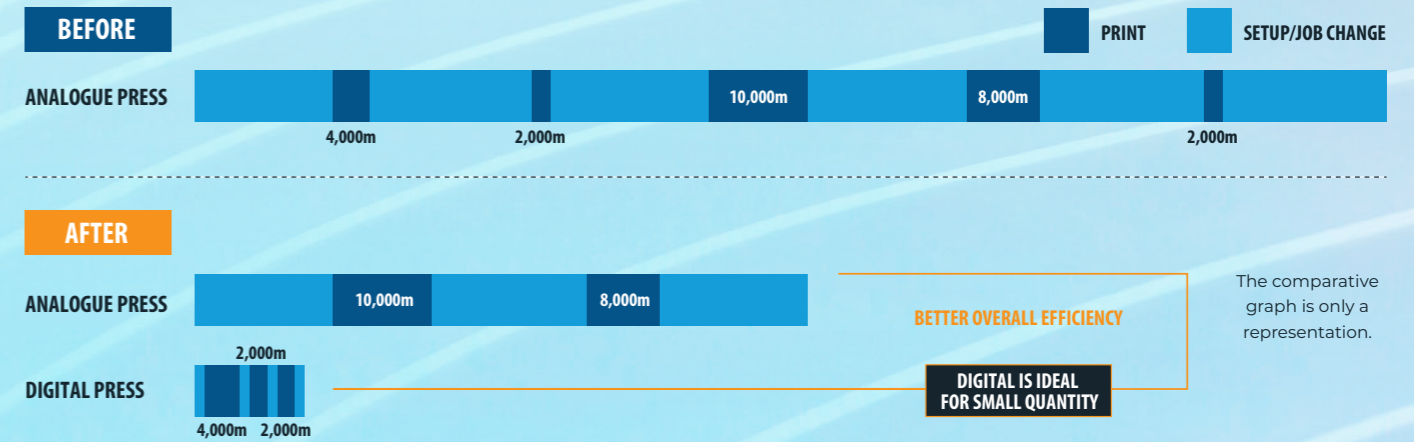 BEFORE
PRINT
SETUP/JOB CHANGE
ANALOGUE PRESS
10,000m
8,000m
4,000m
2,000m
2,000m
AFTER
ANALOGUE PRESS
10,000m
8,000m
BETTER OVERALL EFFICIENCY
The comparative
graph is only a
representation.
2,000m
DIGITAL PRESS
DIGITAL IS IDEAL
FOR SMALL QUANTITY
4,000m
2,000m